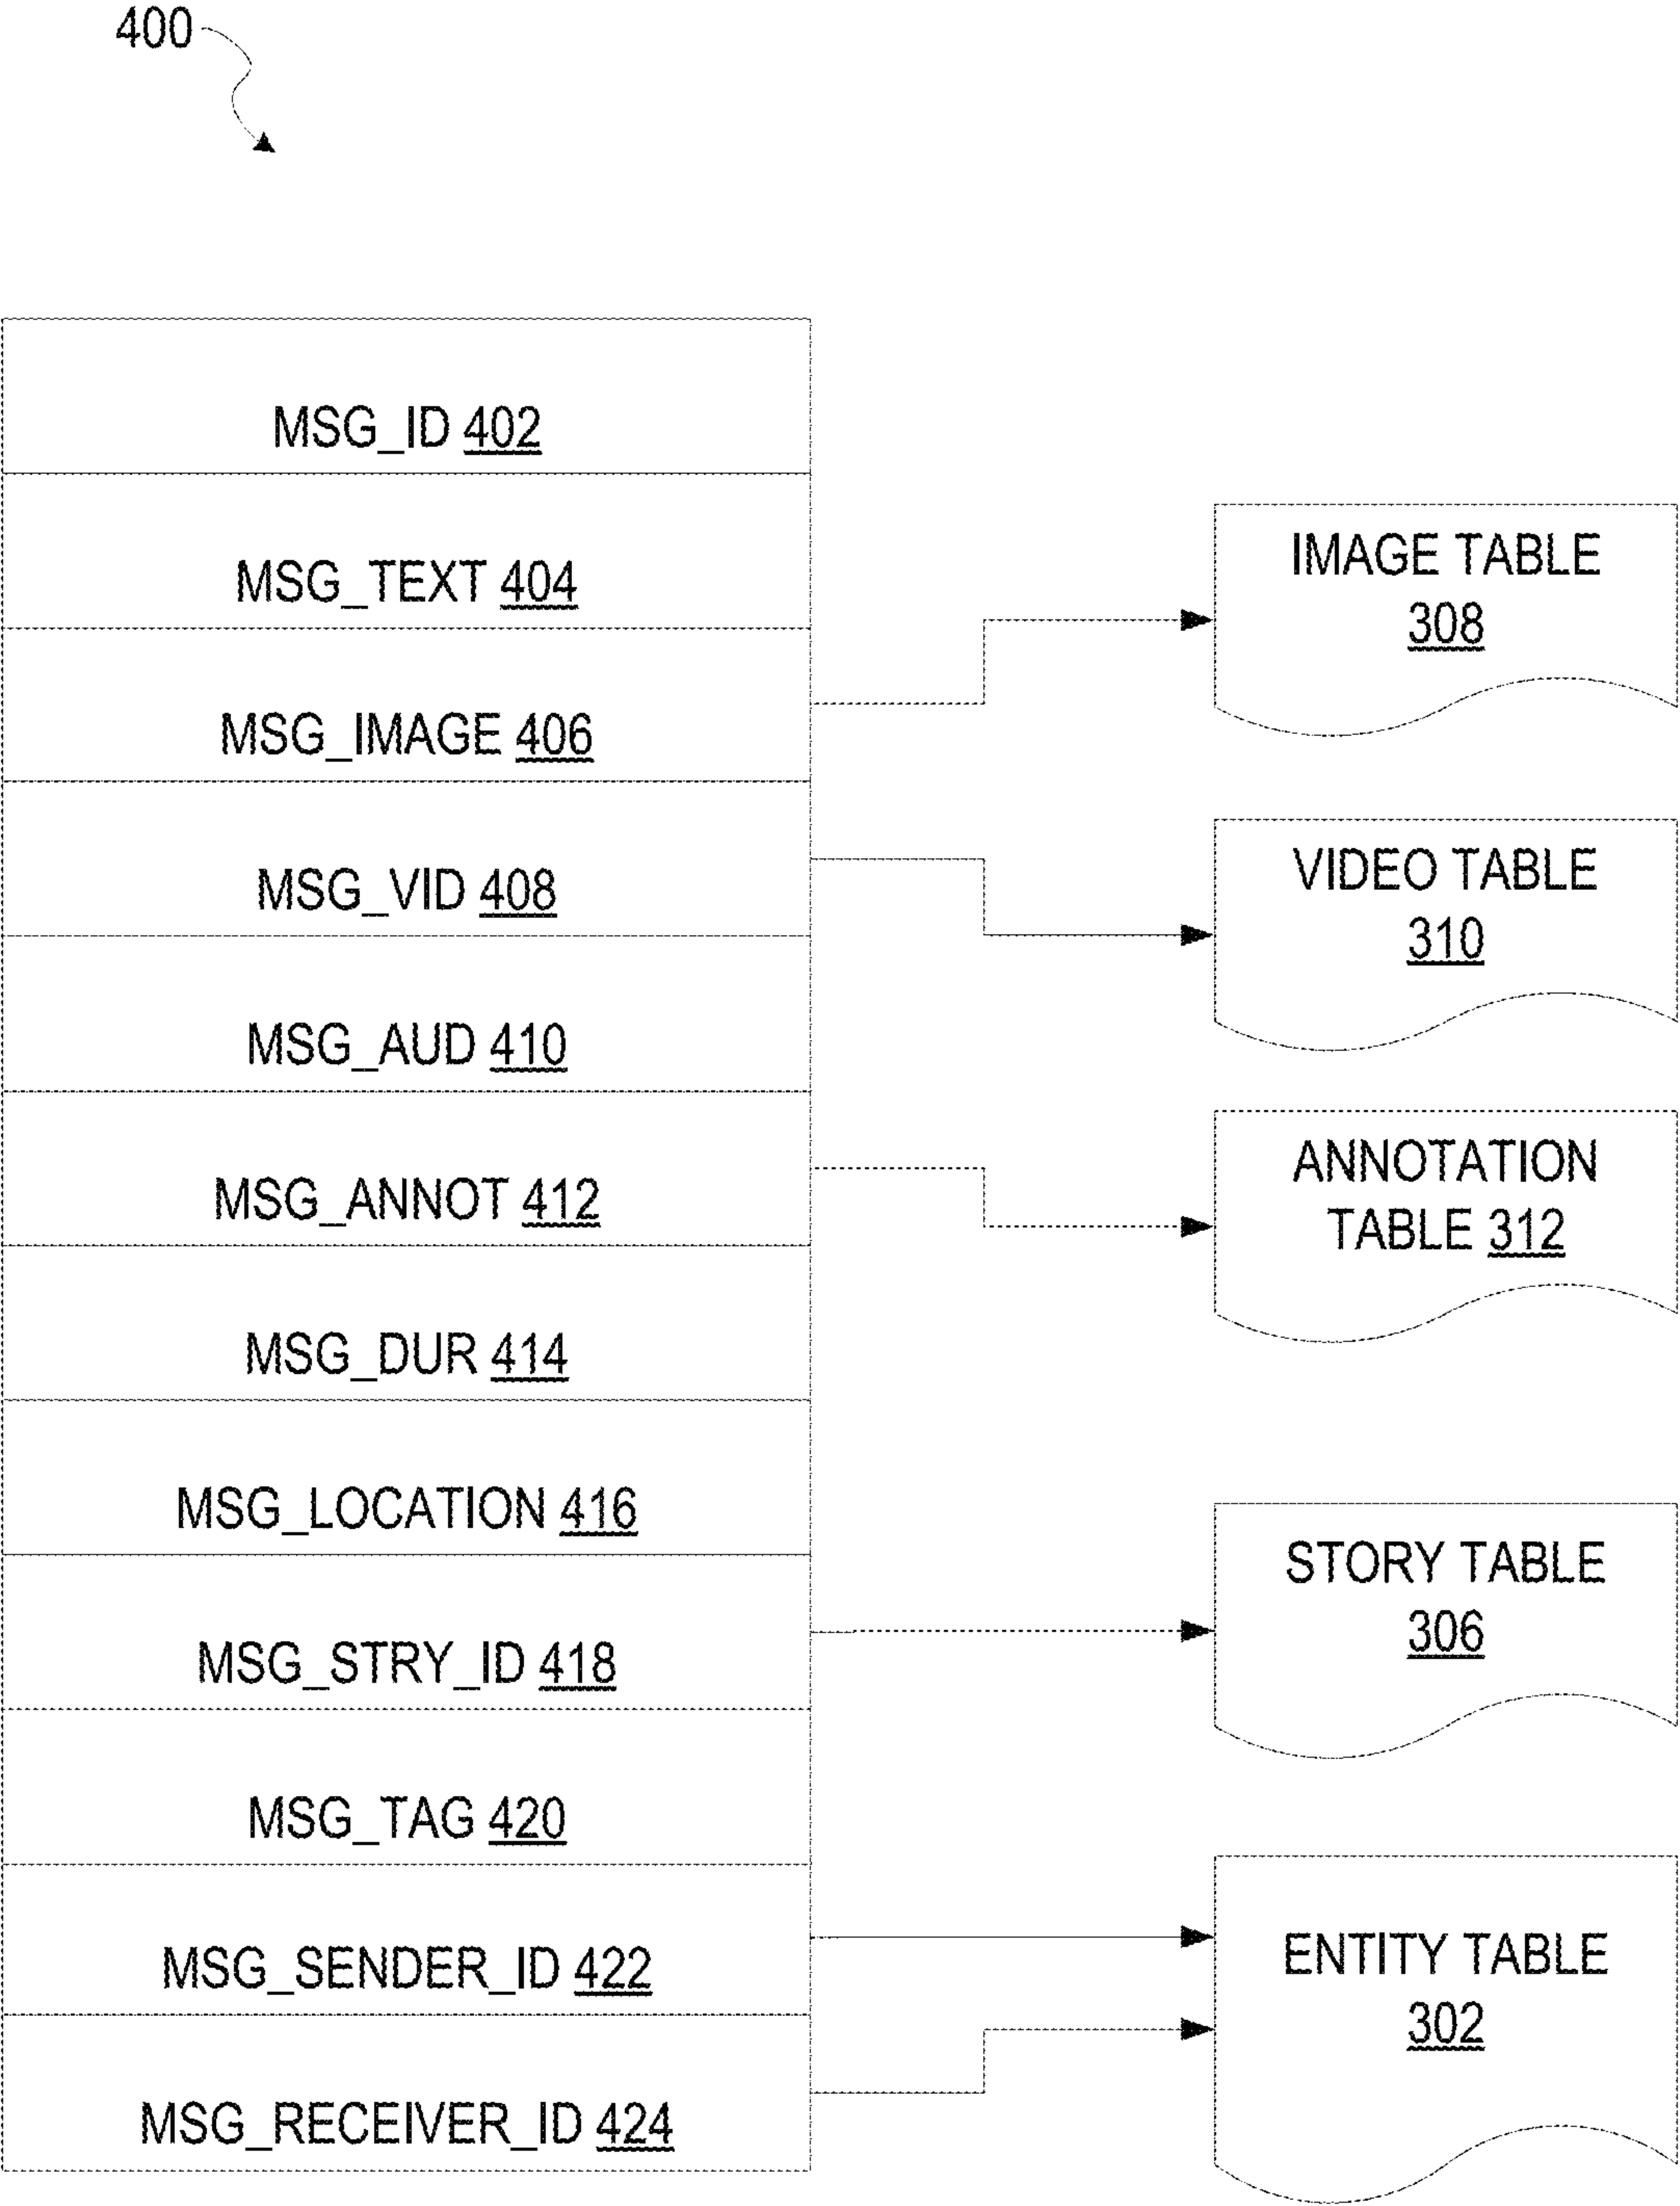 400
MSG_ID 402
MSG_TEXT 404
MSG_IMAGE 406
MSG_VID 408
MSG_AUD 410
MSG_ANNOT 412
MSG_DUR 414
MSG_LOCATION 416
MSG_STRY_ID 418
MSG_TAG 420
MSG_SENDER_ID 422
MSG_RECEIVER_ID 424
IMAGE TABLE
308
VIDEO TABLE
310
ANNOTATION
TABLE 312
STORY TABLE
306
ENTITY TABLE
302